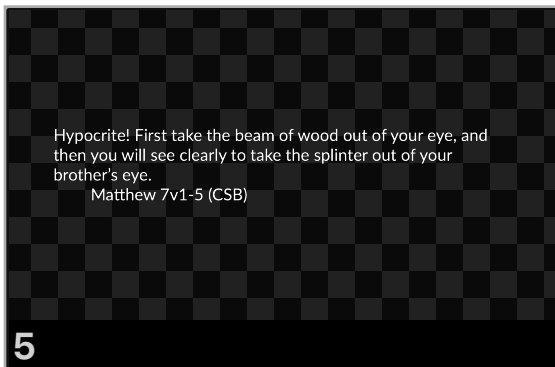 Hypocrite! First take the beam of wood out of your eye, and
then you will see clearly to take the splinter out of your
brother's eye.
Matthew 7v1-5 (CSB)
5